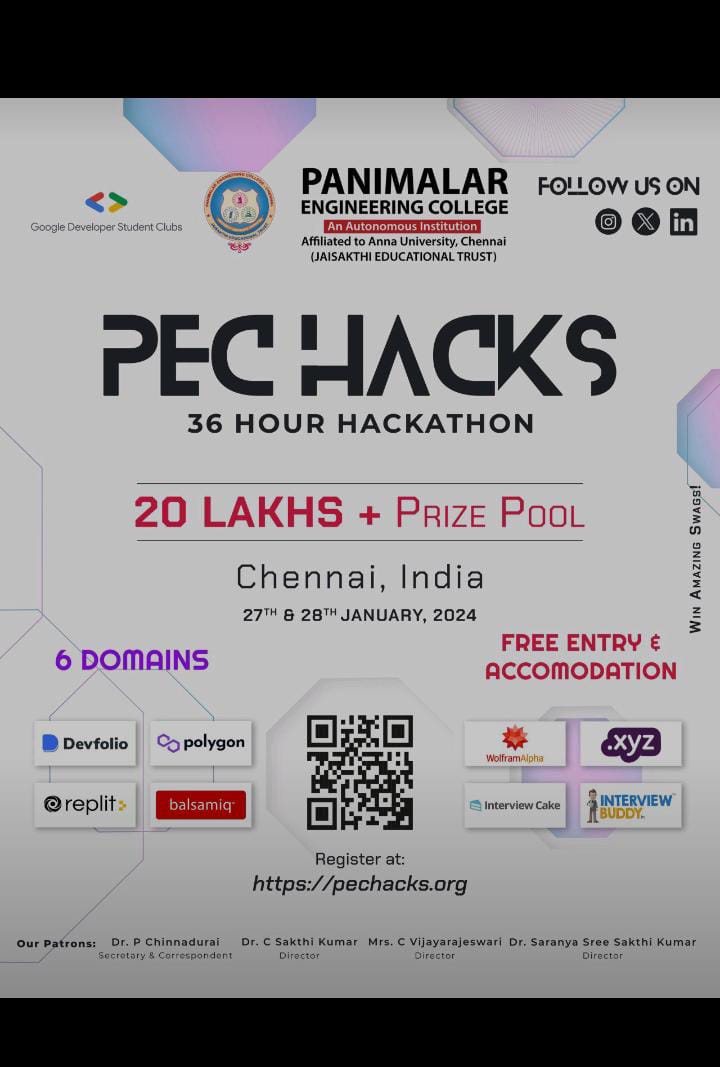 Google Developer Student Clubs
PANIMALAR
ENGINEERING COLLEGE
An Autonomous Institution
Affiliated to Anna University, Chennai
(JAISAKTHI EDUCATIONAL TRUST)
FOLLOW US ON
PEC HACKS
36 HOUR HACKATHON
20 LAKHS + PRIZE POOL
Chennai, India
27TH & 28TH JANUARY, 2024
WIN AMAZING SWAGS!
6 DOMAINS
FREE ENTRY &
ACCOMODATION
Devfolio
polygon
replit
balsamiq
WolframAlpha
.xyz
Interview Cake
INTERVIEW
BUDDY
Register at:
https://pechacks.org
Our Patrons:
Dr. P Chinnadurai
Secretary & Correspondent
Dr. C Sakthi Kumar
Director
Mrs. C Vijayarajeswari
Director
Dr. Saranya Sree Sakthi Kumar
Director